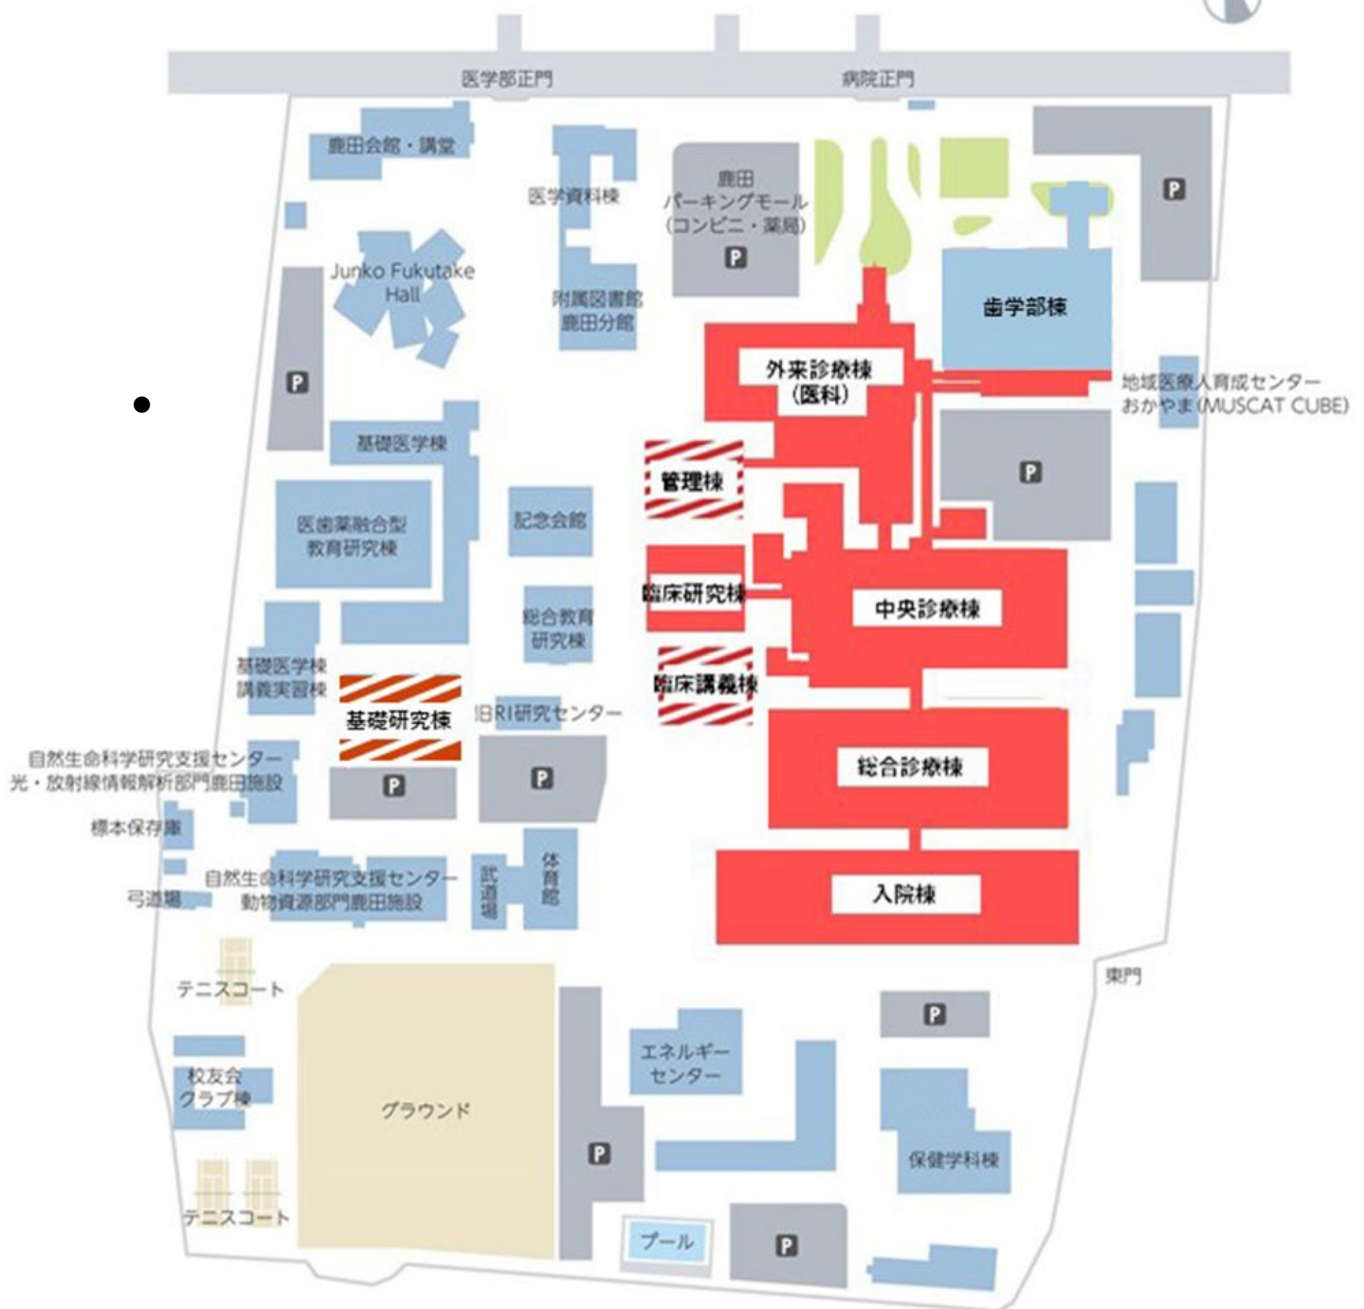 医学部正門
病院正門
鹿田会館・講堂
医学資料棟
鹿田
パーキングモール
(コンビニ・薬局)
P
P
Junko Fukutake
Hall
附属図書館
鹿田分館
歯学部棟
P
外来診療棟
(医科)
地域医療人育成センター
おかやま(MUSCAT CUBE)
基礎医学棟
管理棟
P
医歯薬融合型
教育研究棟
記念会館
臨床研究棟
中央診療棟
総合教育
研究棟
基礎医学棟
講義実習棟
臨床講義棟
基礎研究棟
旧RI研究センター
自然生命科学研究支援センター
光・放射線情報解析部門鹿田施設
P
P
総合診療棟
標本保存庫
自然生命科学研究支援センター
動物資源部門鹿田施設
武道場
体育館
弓道場
入院棟
テニスコート
東門
P
校友会
クラブ棟
グラウンド
エネルギー
センター
P
保健学科棟
テニスコート
プール
P